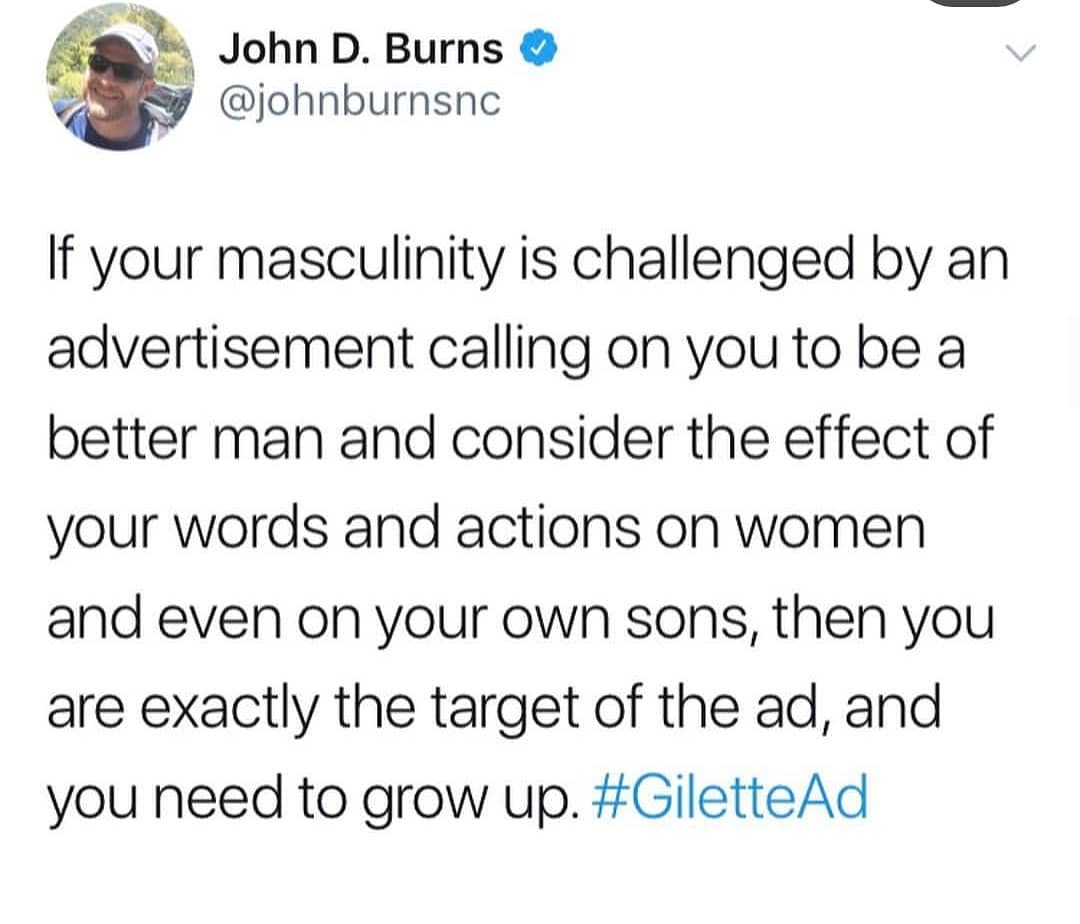 John D. Burns
@johnburnsnc
If your masculinity is challenged by an
advertisement calling on you to be a
better man and consider the effect of
your words and actions on women
and even on your own sons, then you
are exactly the target of the ad, and
you need to grow up. #GiletteAd